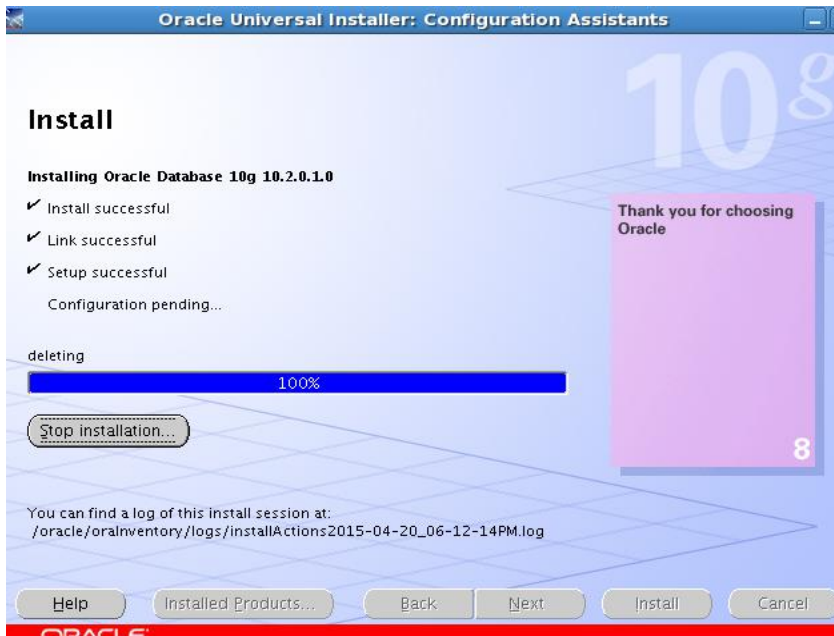 Oracle Universal Installer: Configuration Assistants
10g
Install
Installing Oracle Database 10g 10.2.0.1.0
Install successful
Link successful
Setup successful
Configuration pending...
Thank you for choosing
Oracle
deleting
100%
Stop installation...
8
You can find a log of this install session at:
/oracle/oraInventory/logs/installActions2015-04-20_06-12-14PM.log
Help
Installed Products...
Back
Next
Install
Cancel
ORACLE